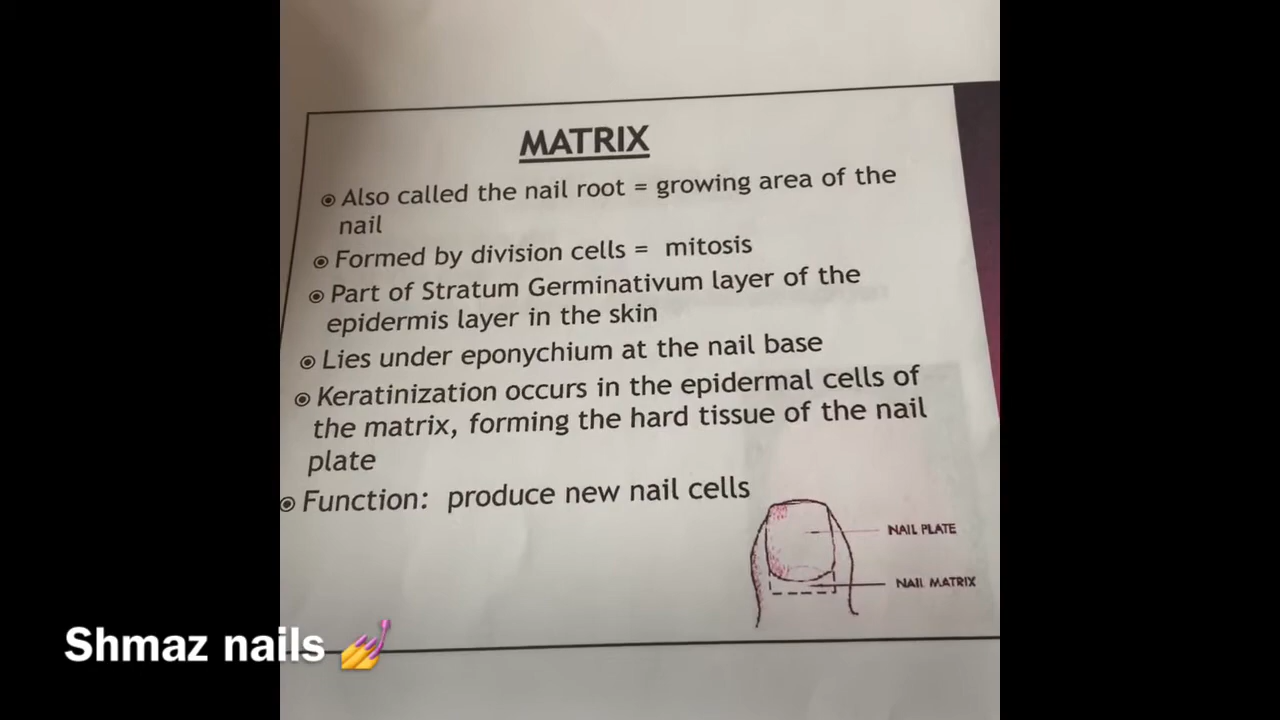 MATRIX
Also called the nail root = growing area of the
nail
Formed by division cells = mitosis
Part of Stratum Germinativum layer of the
epidermis layer in the skin
Lies under eponychium at the nail base
Keratinization occurs in the epidermal cells of
the matrix, forming the hard tissue of the nail
plate
Function: produce new nail cells
NAIL PLATE
NAIL MATRIX
Shmaz nails 💅